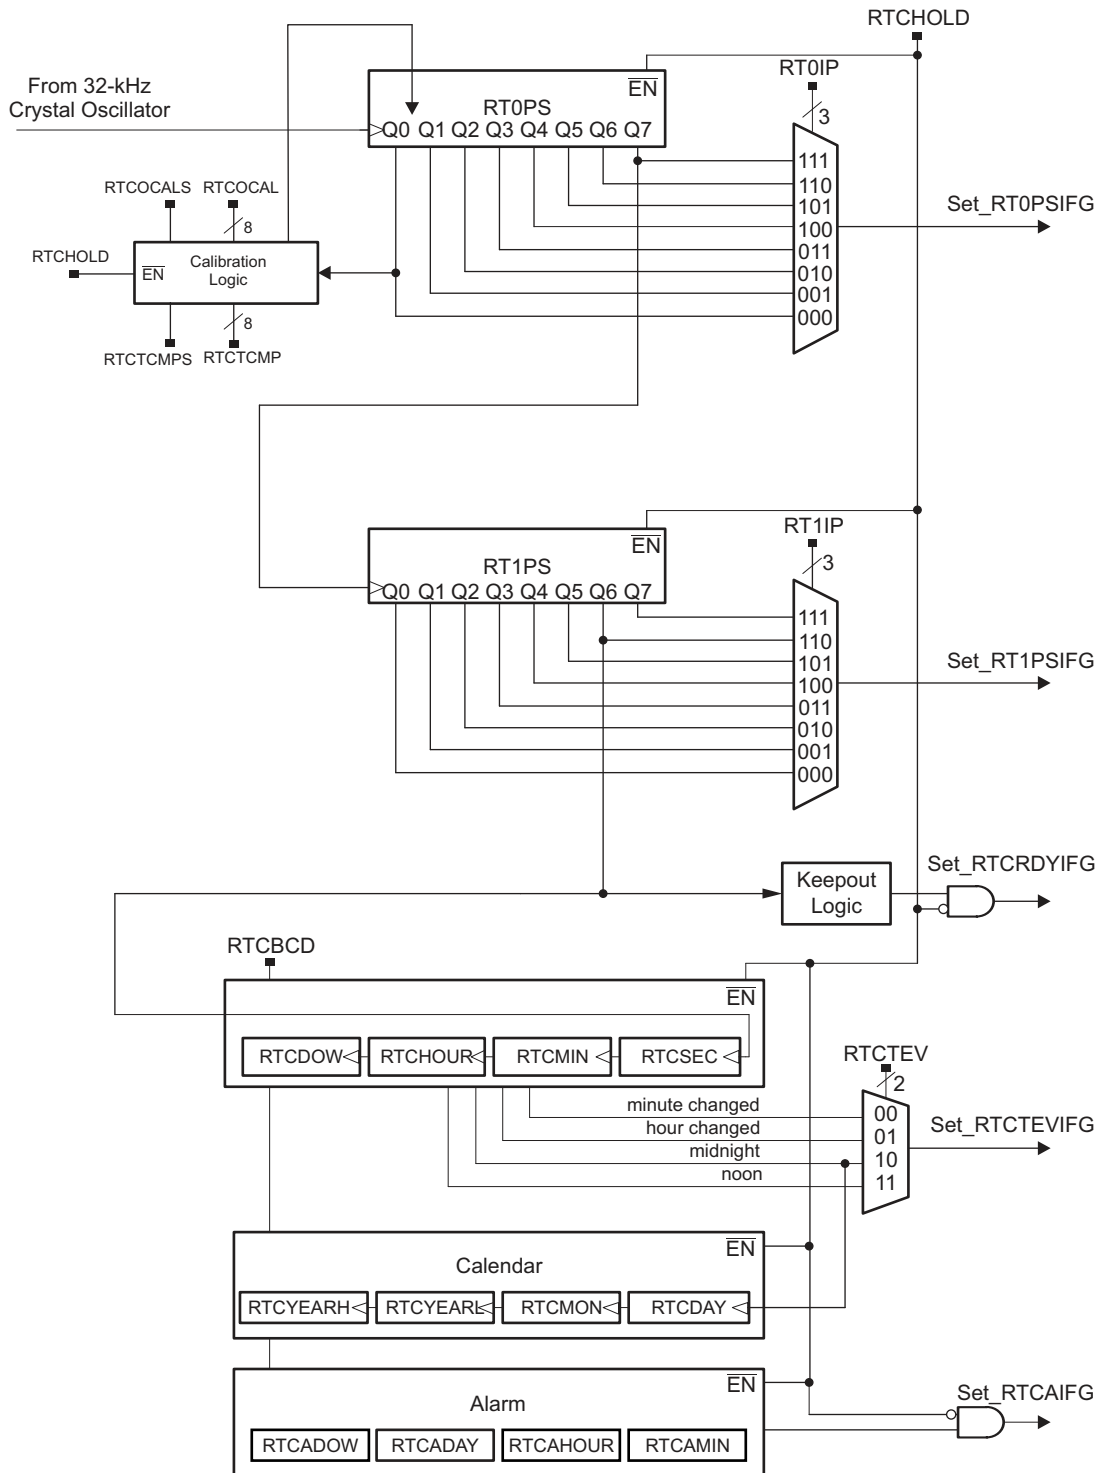 RTCHOLD
RT0IP
From 32-kHz
Crystal Oscillator
EN
RT0PS
3
Q0 Q1 Q2 Q3 Q4 Q5 Q6 Q7
111
110
101
100
011
010
001
000
Set_RT0PSIFG
RTCOCALS RTCOCAL
8
RTCHOLD
EN
Calibration
Logic
8
RTCTCMPS RTCTCMP
RT1IP
EN
RT1PS
3
Q0 Q1 Q2 Q3 Q4 Q5 Q6 Q7
111
110
101
100
011
010
001
000
Set_RT1PSIFG
Keepout
Logic
Set_RTCRDYIFG
RTCBCD
EN
RTCDOW RTCHOUR RTCMIN RTCSEC
RTCTEV
2
minute changed
hour changed
midnight
noon
00
01
10
11
Set_RTCTEVIFG
EN
Calendar
RTCYEARH RTCYEARL RTCMON RTCDAY
EN
Alarm
RTCADOW RTCADAY RTCAHOUR RTCAMIN
Set_RTCAIFG